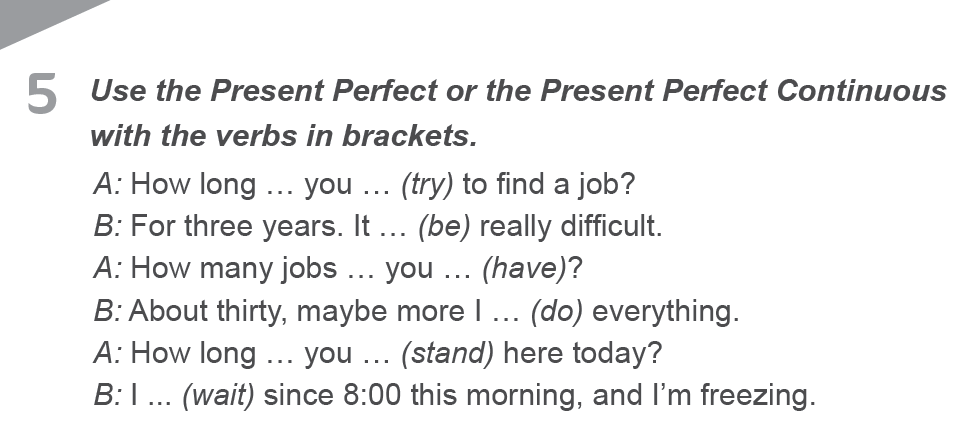 5 Use the Present Perfect or the Present Perfect Continuous
with the verbs in brackets.
A: How long … you … (try) to find a job?
B: For three years. It … (be) really difficult.
A: How many jobs … you … (have)?
B: About thirty, maybe more I … (do) everything.
A: How long … you … (stand) here today?
B: I ... (wait) since 8:00 this morning, and I’m freezing.